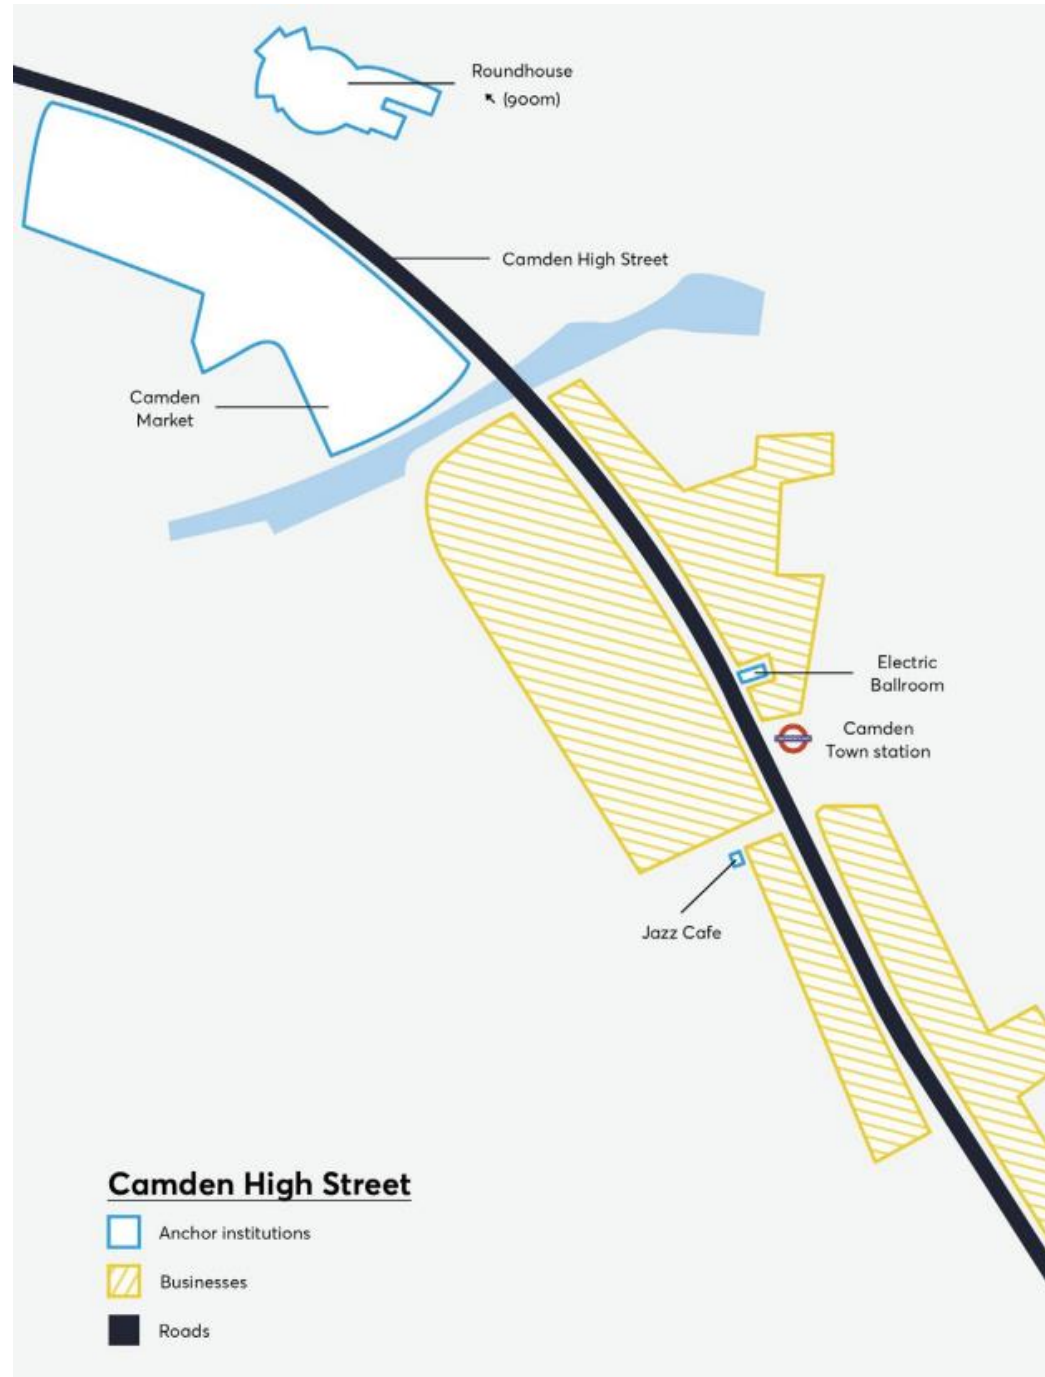 Roundhouse
↖ (900m)
Camden High Street
Camden
Market
Electric
Ballroom
Camden
Town station
Jazz Cafe
Camden High Street
Anchor institutions
Businesses
Roads